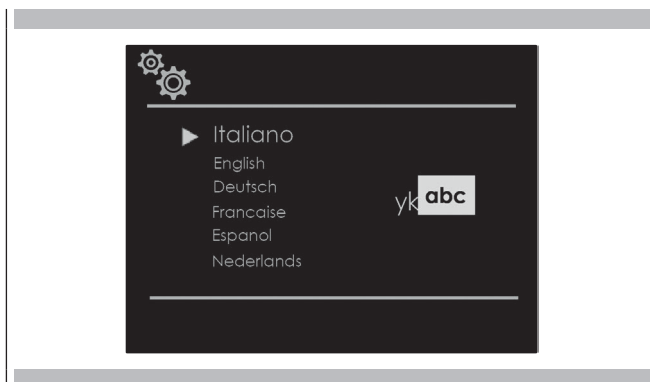 Italiano
English
Deutsch
yk abc
Francaise
Espanol
Nederlands